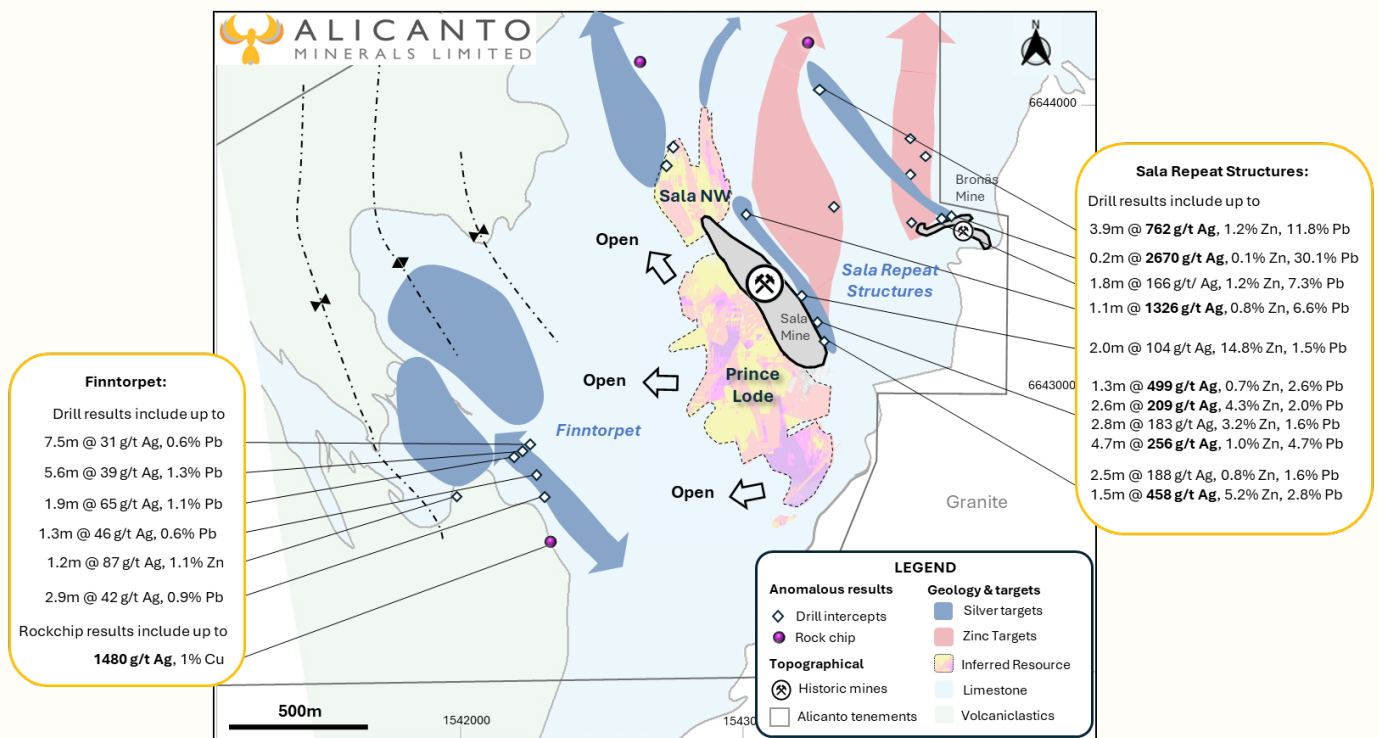 ALICANTO
MINERALS LIMITED
N
6644000
Bronäs
Mine
Sala NW
Open
Sala Repeat
Structures
Sala
Mine
Prince
Lode
Open
6643000
Finntorpet
Open
Granite
500m
1542000
15430
Finntorpet:
Drill results include up to
7.5m @ 31 g/t Ag, 0.6% Pb
5.6m @ 39 g/t Ag, 1.3% Pb
1.9m @ 65 g/t Ag, 1.1% Pb
1.3m @ 46 g/t Ag, 0.6% Pb
1.2m @ 87 g/t Ag, 1.1% Zn
2.9m @ 42 g/t Ag, 0.9% Pb
Rockchip results include up to
1480 g/t Ag, 1% Cu
Sala Repeat Structures:
Drill results include up to
3.9m @ 762 g/t Ag, 1.2% Zn, 11.8% Pb
0.2m @ 2670 g/t Ag, 0.1% Zn, 30.1% Pb
1.8m @ 166 g/t/ Ag, 1.2% Zn, 7.3% Pb
1.1m @ 1326 g/t Ag, 0.8% Zn, 6.6% Pb
2.0m @ 104 g/t Ag, 14.8% Zn, 1.5% Pb
1.3m @ 499 g/t Ag, 0.7% Zn, 2.6% Pb
2.6m @ 209 g/t Ag, 4.3% Zn, 2.0% Pb
2.8m @ 183 g/t Ag, 3.2% Zn, 1.6% Pb
4.7m @ 256 g/t Ag, 1.0% Zn, 4.7% Pb
2.5m @ 188 g/t Ag, 0.8% Zn, 1.6% Pb
1.5m @ 458 g/t Ag, 5.2% Zn, 2.8% Pb
LEGEND
Anomalous results
Drill intercepts
Rock chip
Topographical
Historic mines
Alicanto tenements
Geology & targets
Silver targets
Zinc Targets
Inferred Resource
Limestone
Volcaniclastics